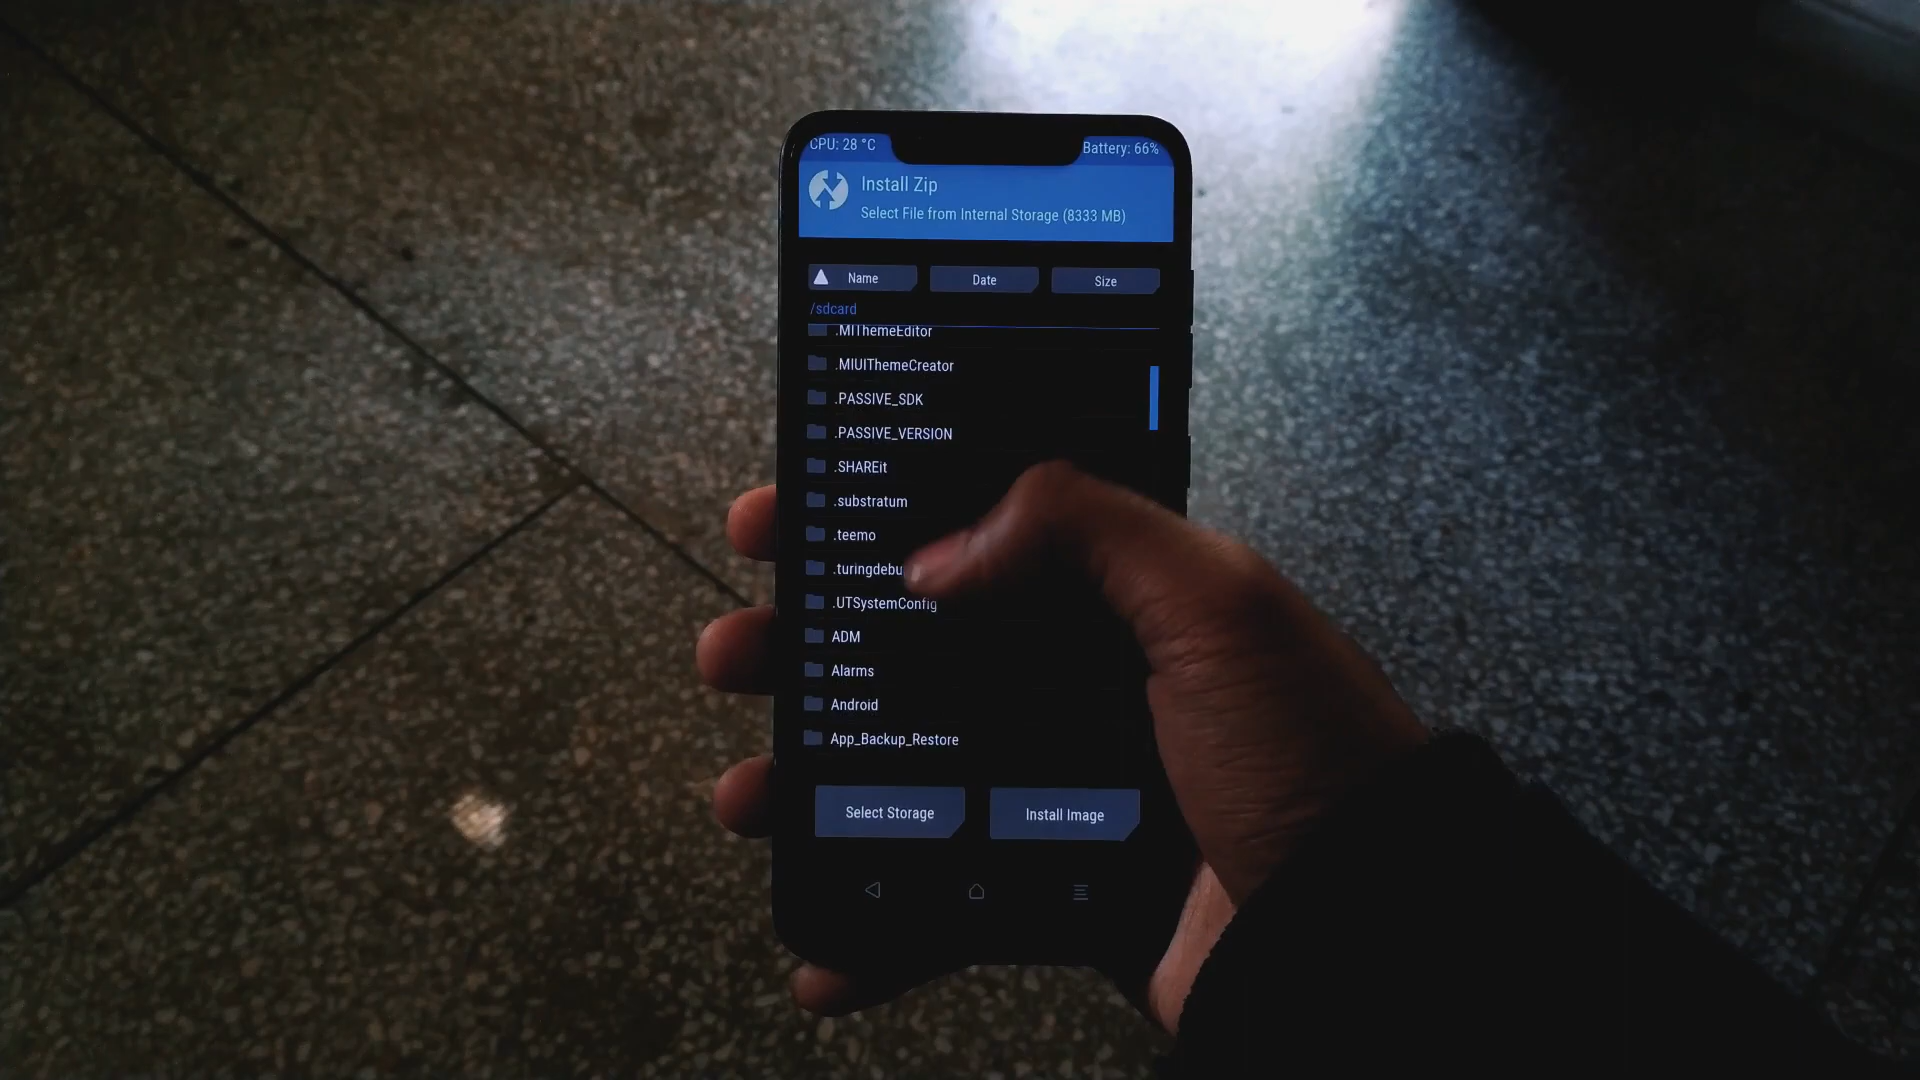 CPU: 28 °C
Battery: 66%
Install Zip
Select File from Internal Storage (8333 MB)
Name
Date
Size
/sdcard
.MIThemeEditor
.MIUIThemeCreator
.PASSIVE_SDK
.PASSIVE_VERSION
.SHAREit
.substratum
.teemo
.turingdebu
.UTSystemConfig
ADM
Alarms
Android
App_Backup_Restore
Select Storage
Install Image